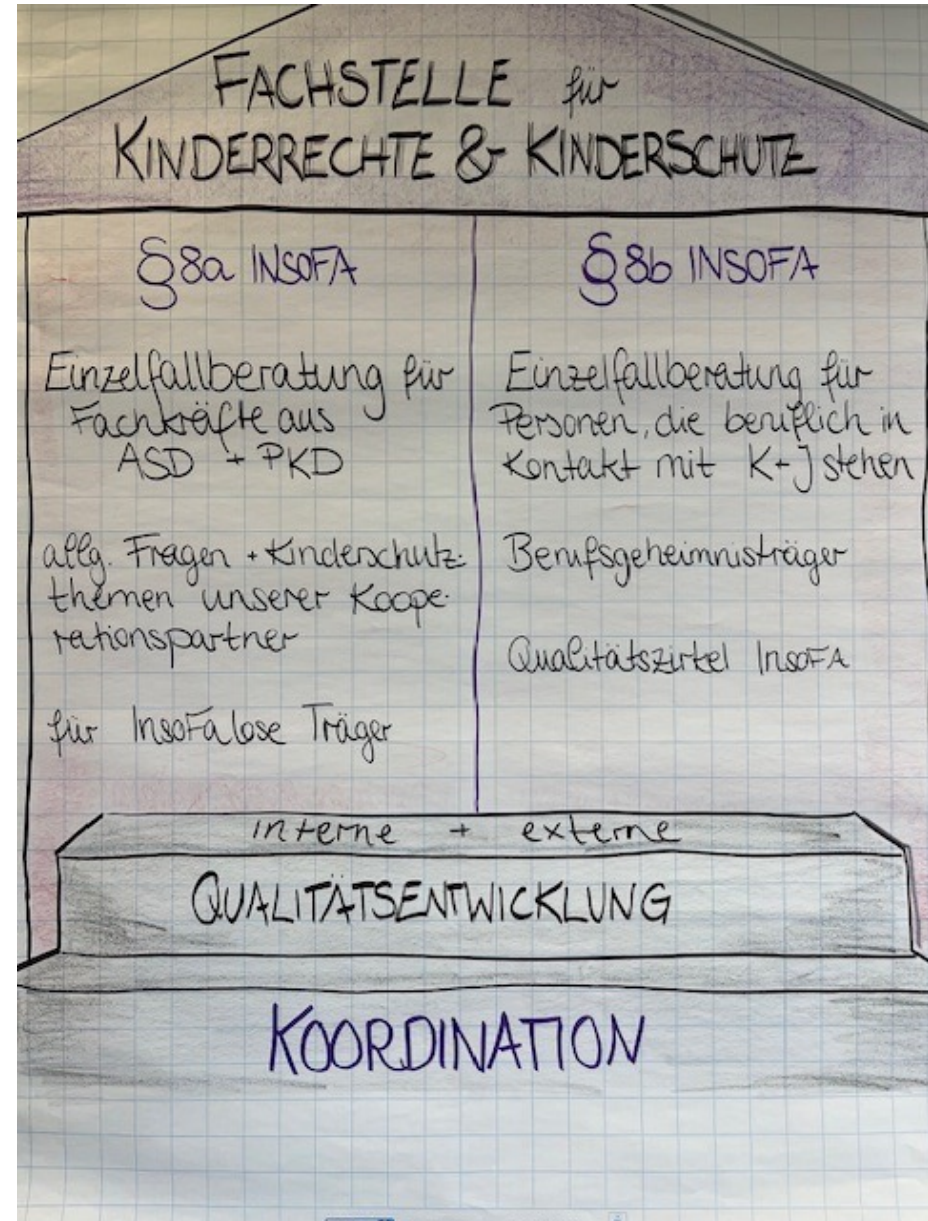 FACHSTELLE für
KINDERRECHTE & KINDERSCHUTZ
§8a INSOFA
Einzelfallberatung für
Fachkräfte aus
ASD + PKD
allg. Fragen + Kinderschutz-
themen unserer Koope-
rationspartner
für InsoFalose Träger
§8b INSOFA
Einzelfallberatung für
Personen, die beruflich in
Kontakt mit K+J stehen
Berufsgeheimnisträger
Qualitätszirkel InsoFA
interne + externe
QUALITÄTSENTWICKLUNG
KOORDINATION